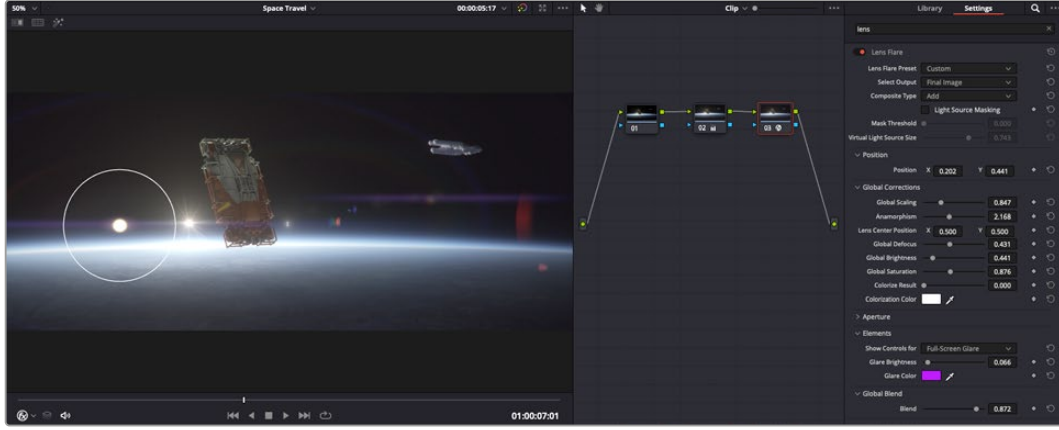 50%
Space Travel
00:00:05:17
Clip
Library
Settings
lens
Lens Flare
Lens Flare Preset Custom
Select Output Final Image
Composite Type Add
Light Source Masking
Mask Threshold 0.000
Virtual Light Source Size 0.743
Position
Position X 0.202 Y 0.441
Global Corrections
Global Scaling 0.847
Anamorphism 2.168
Lens Center Position X 0.500 Y 0.500
Global Defocus 0.431
Global Brightness 0.441
Global Saturation 0.876
Colorize Result 0.000
Colorization Color
Aperture
Elements
Show Controls for Full-Screen Glare
Glare Brightness 0.066
Glare Color
Global Blend
Blend 0.872
01
02
03
fx
01:00:07:01